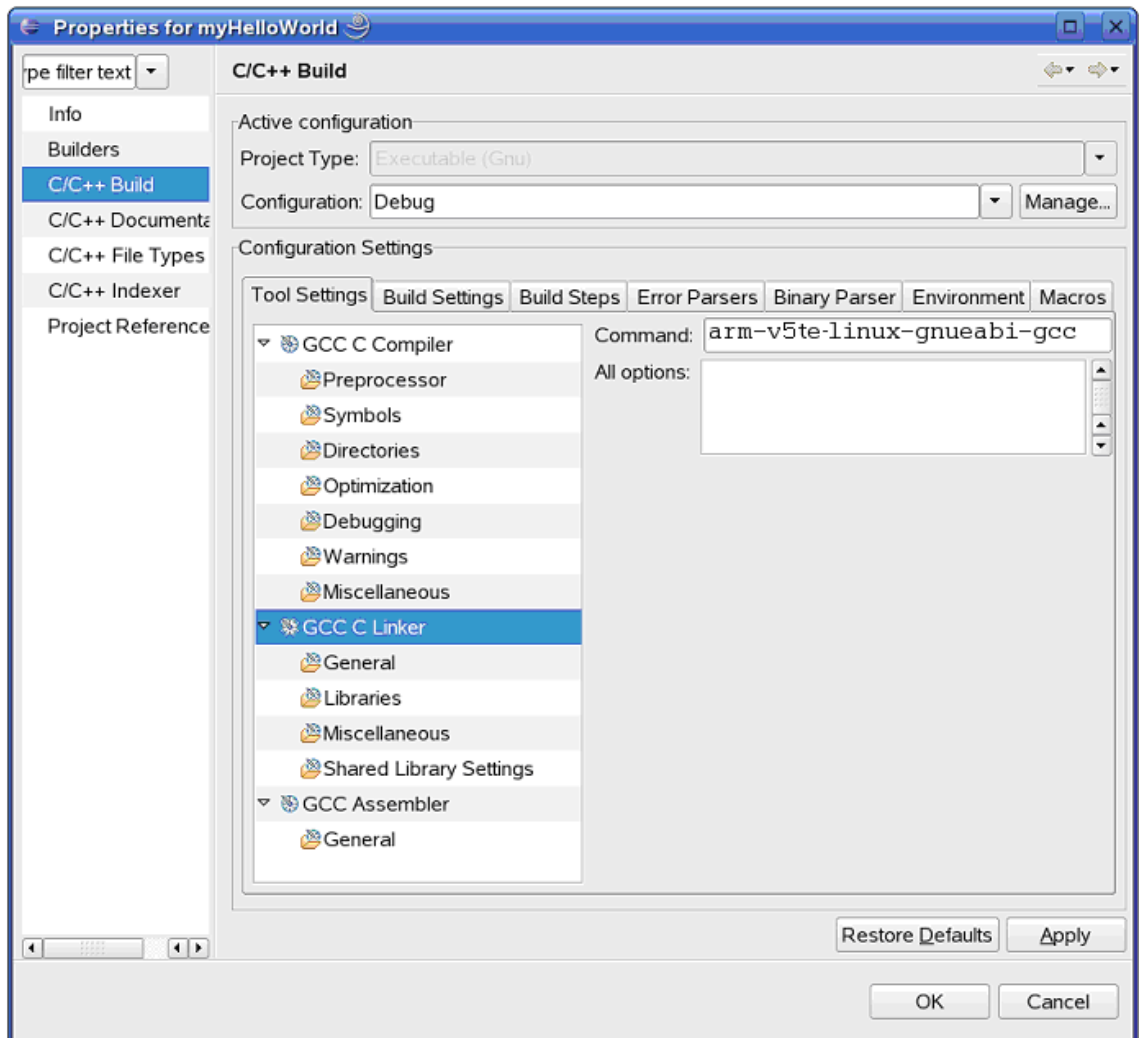 Properties for myHelloWorld
pe filter text
C/C++ Build
Info
Builders
C/C++ Build
C/C++ Documenta
C/C++ File Types
C/C++ Indexer
Project Reference
Active configuration
Project Type: Executable (Gnu)
Configuration: Debug Manage...
Configuration Settings
Tool Settings Build Settings Build Steps Error Parsers Binary Parser Environment Macros
GCC C Compiler
Preprocessor
Symbols
Directories
Optimization
Debugging
Warnings
Miscellaneous
GCC C Linker
General
Libraries
Miscellaneous
Shared Library Settings
GCC Assembler
General
Command: arm-v5te-linux-gnueabi-gcc
All options:
Restore Defaults Apply
OK Cancel